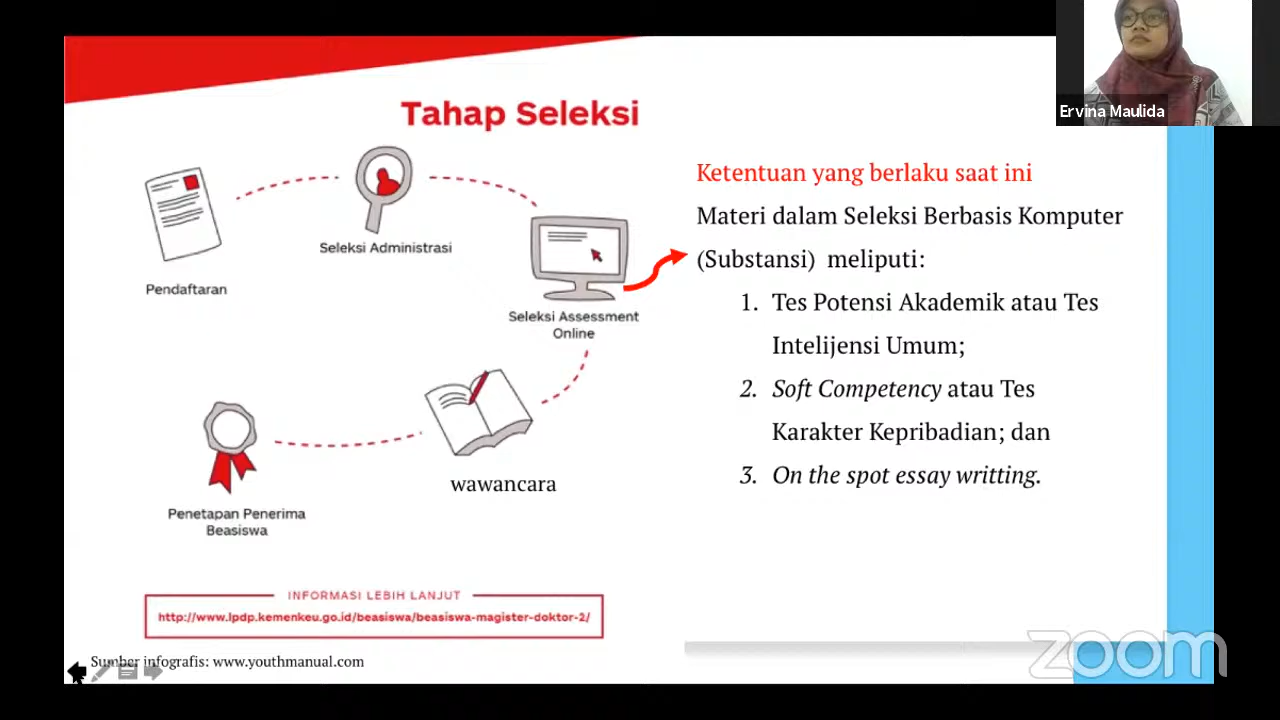 Ervina Maulida
Tahap Seleksi
Pendaftaran
Seleksi Administrasi
Seleksi Assessment
Online
wawancara
Penetapan Penerima
Beasiswa
Ketentuan yang berlaku saat ini
Materi dalam Seleksi Berbasis Komputer
(Substansi) meliputi:
1. Tes Potensi Akademik atau Tes
Intelijensi Umum;
2. Soft Competency atau Tes
Karakter Kepribadian; dan
3. On the spot essay writting.
INFORMASI LEBIH LANJUT
http://www.lpdp.kemenkeu.go.id/beasiswa/beasiswa-magister-doktor-2/
Sumber infografis: www.youthmanual.com
zoom